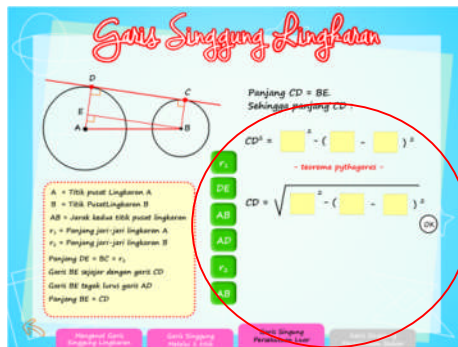 Garis Singgung Lingkaran
D
C
E
A
B
Panjang CD = BE.
Sehingga panjang CD :
CD² = ² - ( - )²
- teorema pythagoras -
CD = √ ² - ( - )²
OK
r₁
DE
AB
AD
r₂
AB
A = Titik pusat Lingkaran A
B = Titik PusatLingkaran B
AB = Jarak kedua titik pusat lingkaran
r₁ = Panjang jari-jari lingkaran A
r₂ = Panjang jari-jari lingkaran B
Panjang DE = BC = r₂
Garis BE sejajar dengan garis CD
Garis BE tegak lurus garis AD
Panjang BE = CD
Mengenal Garis
Singgung Lingkaran
Garis Singgung
Melalui 1 titik
Garis Singung
Persekutuan Luar